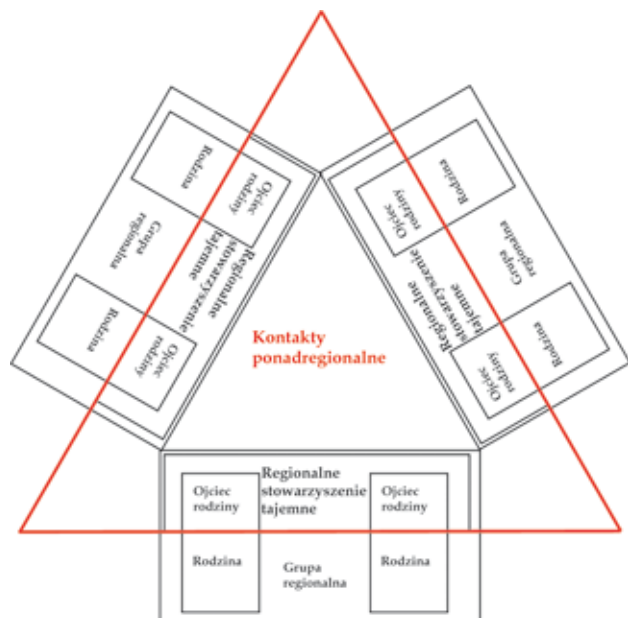 Rodzina
Ojciec
rodziny
Grupa
regionalna
Regionalne
stowarzyszenie
tajemne
Rodzina
Ojciec
rodziny
Rodzina
Ojciec
rodziny
Grupa
regionalna
Regionalne
stowarzyszenie
tajemne
Rodzina
Ojciec
rodziny
Kontakty
ponadregionalne
Regionalne
stowarzyszenie
tajemne
Ojciec
rodziny
Rodzina
Ojciec
rodziny
Rodzina
Grupa
regionalna